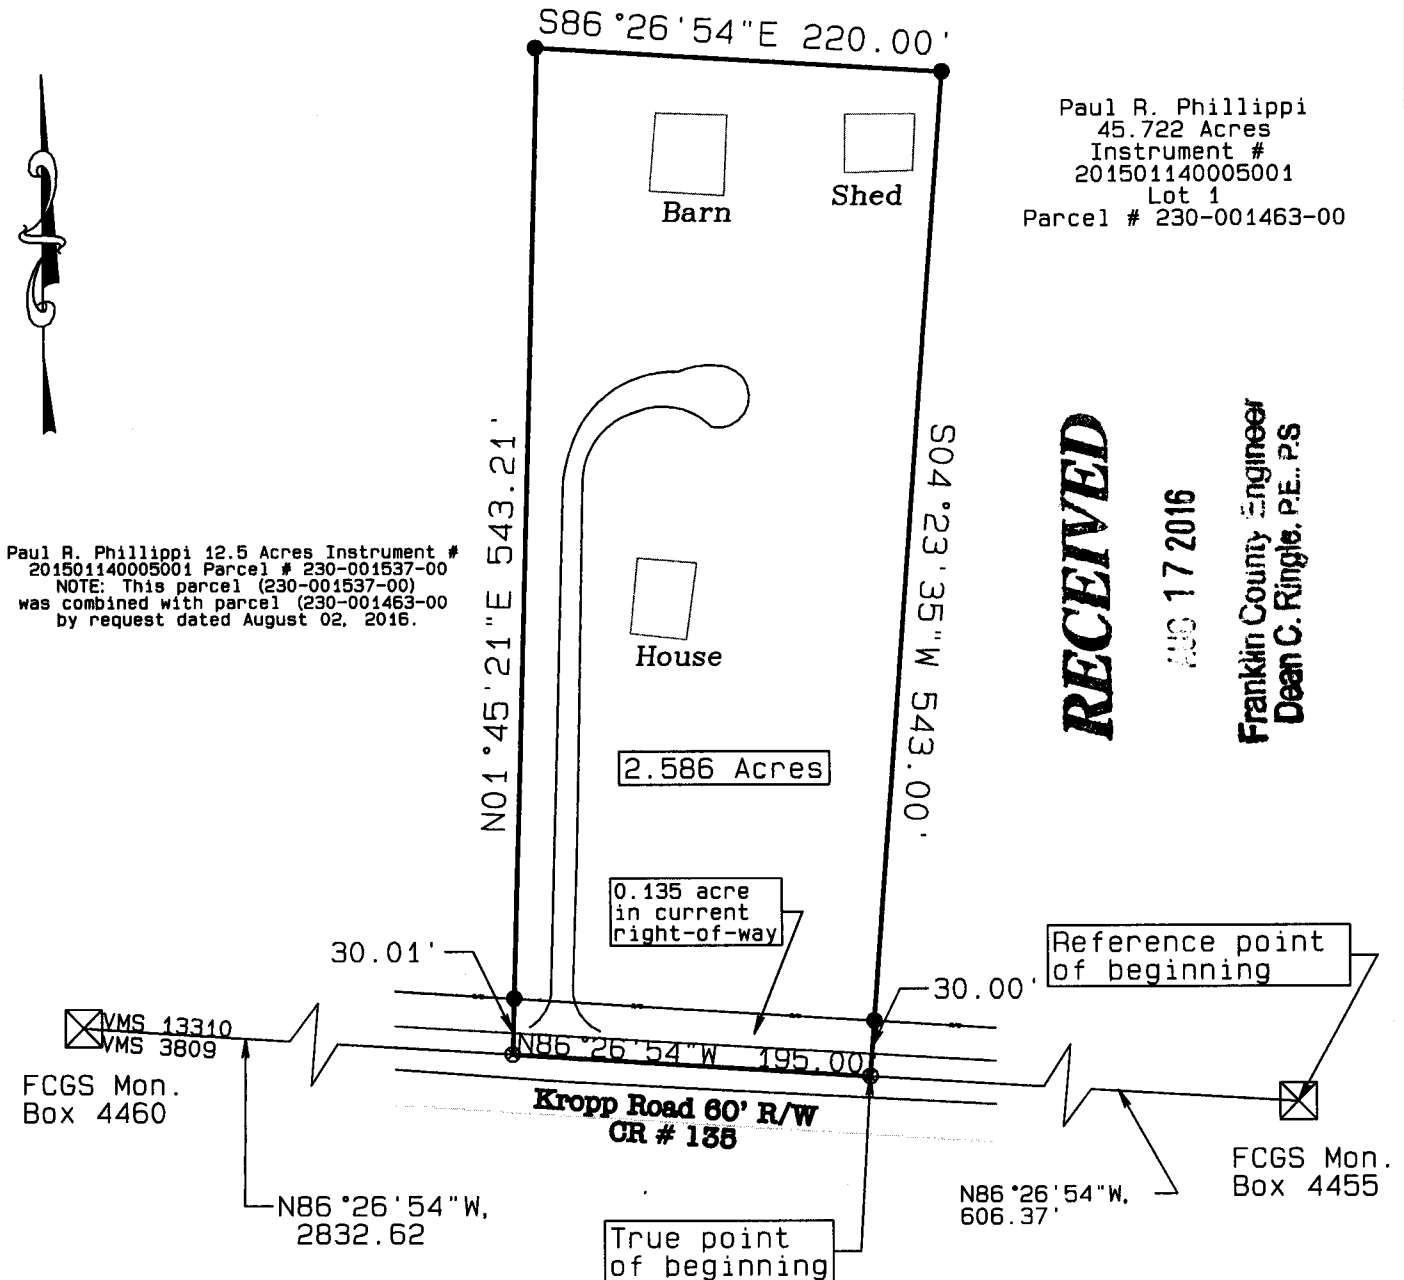 S86°26'54"E 220.00'
Paul R. Phillippi
45.722 Acres
Instrument #
201501140005001
Lot 1
Parcel # 230-001463-00
Barn
Shed
N01°45'21"E 543.21'
S04°23'35"W 543.00'
RECEIVED
AUG 17 2016
Franklin County Engineer
Dean C. Ringle, P.E., P.S
Paul R. Phillippi 12.5 Acres Instrument #
201501140005001 Parcel # 230-001537-00
NOTE: This parcel (230-001537-00)
was combined with parcel (230-001463-00
by request dated August 02, 2016.
House
2.586 Acres
0.135 acre
in current
right-of-way
30.01'
30.00'
Reference point
of beginning
VMS 13310
VMS 3809
N86°26'54"W 195.00
FCGS Mon.
Box 4460
Kropp Road 60' R/W
CR # 135
FCGS Mon.
Box 4455
N86°26'54"W,
2832.62
N86°26'54"W,
606.37'
True point
of beginning